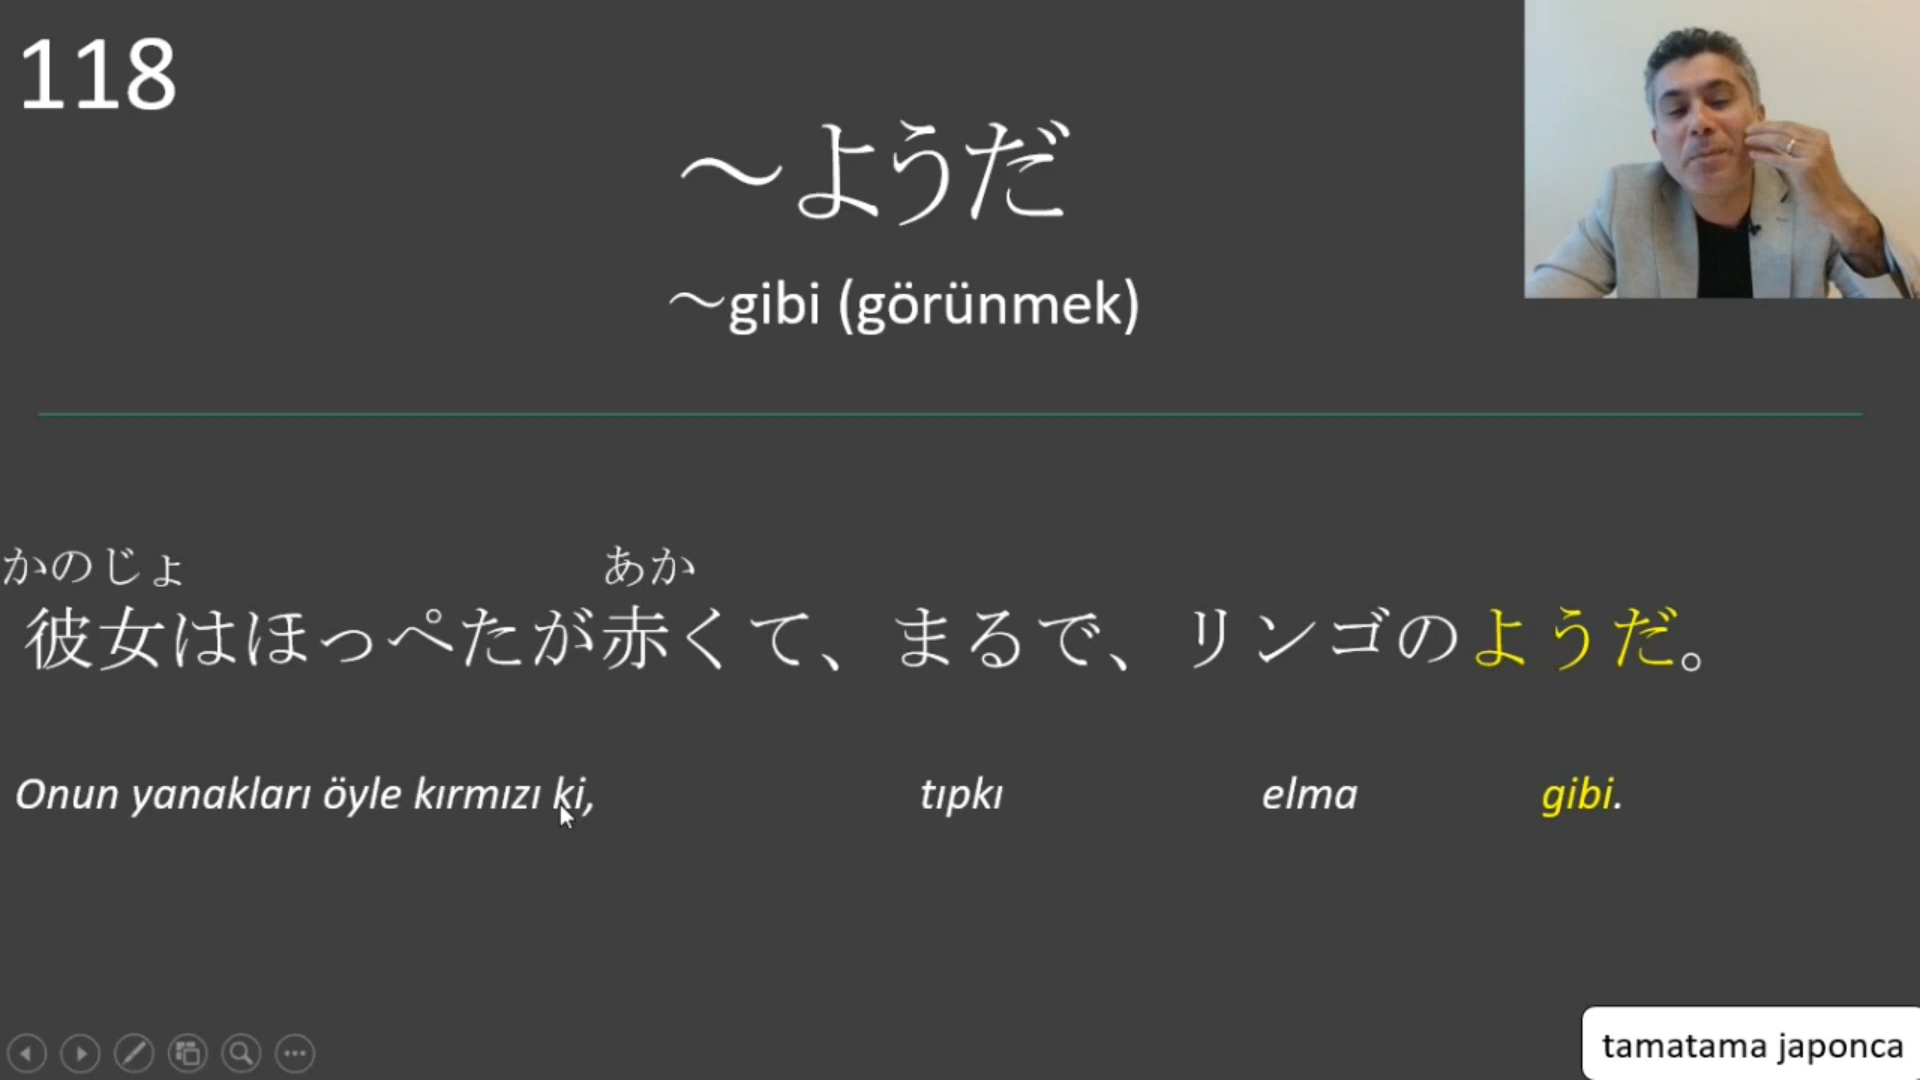 118
～ようだ
～gibi (görünmek)
かのじょ あか
彼女はほっぺたが赤くて、まるで、リンゴのようだ。
Onun yanakları öyle kırmızı ki, tıpkı elma gibi.
tamatama japonca